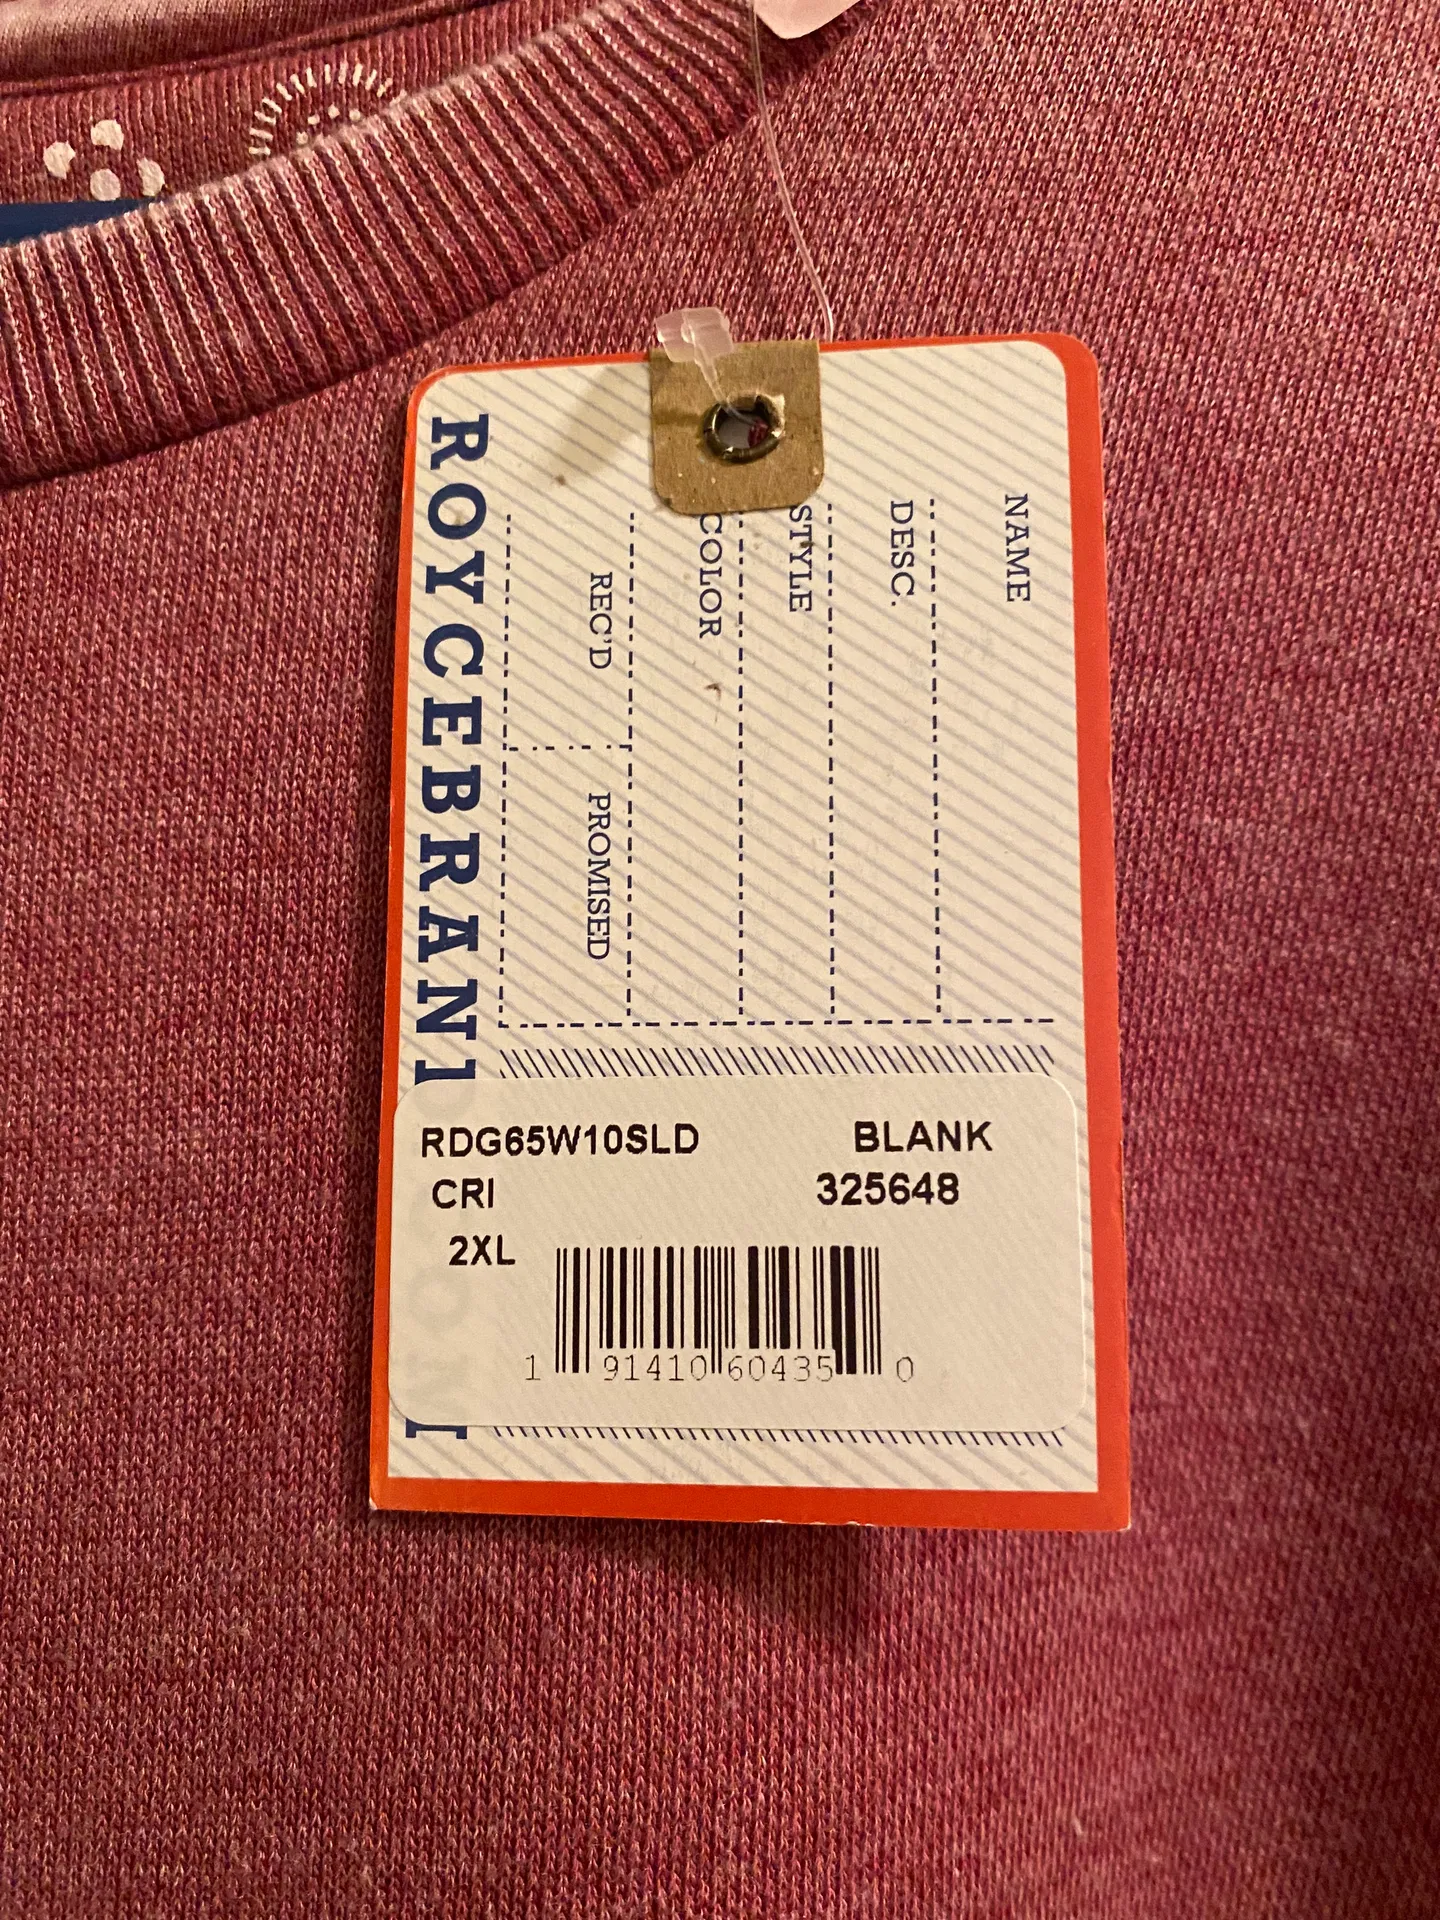 ROYCEBRAN
NAME
DESC.
STYLE
COLOR
REC'D
PROMISED
RDG65W10SLD BLANK
CRI 325648
2XL
1 91410 60435 0